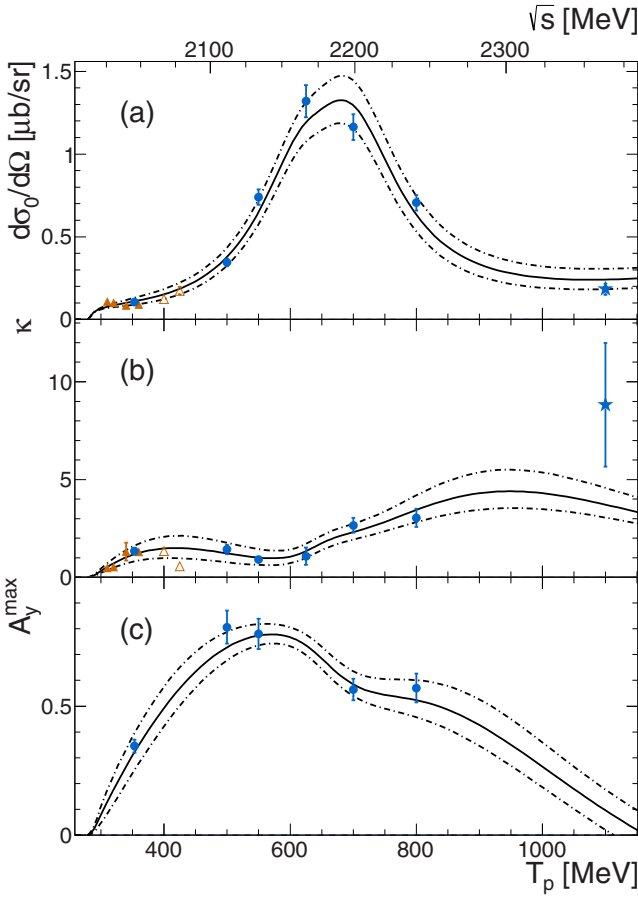 √s [MeV]
2100 2200 2300
dσ₀/dΩ [μb/sr]
(a)
1.5
1
0.5
0
κ
(b)
10
5
0
A_y^max
(c)
0.5
0
400 600 800 1000
T_p [MeV]